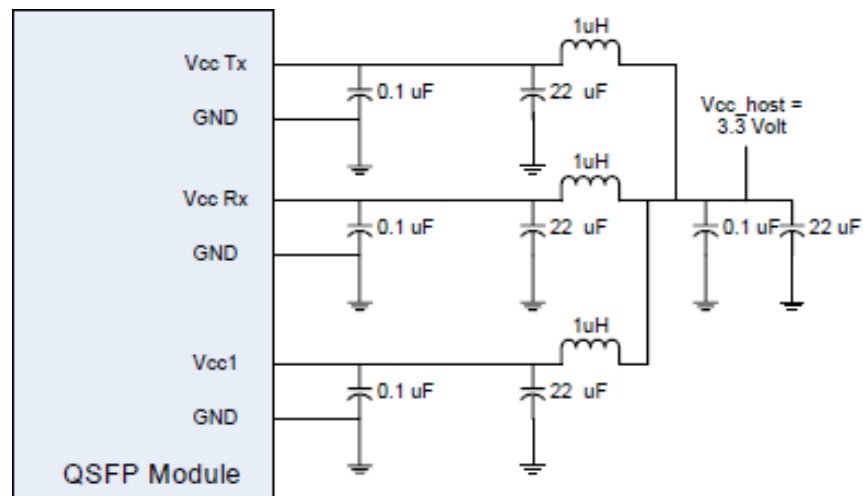 1uH
Vcc Tx
0.1 uF
22 uF
GND
Vcc_host =
3.3 Volt
1uH
Vcc Rx
0.1 uF
22 uF
0.1 uF
22 uF
GND
1uH
Vcc1
0.1 uF
22 uF
GND
QSFP Module